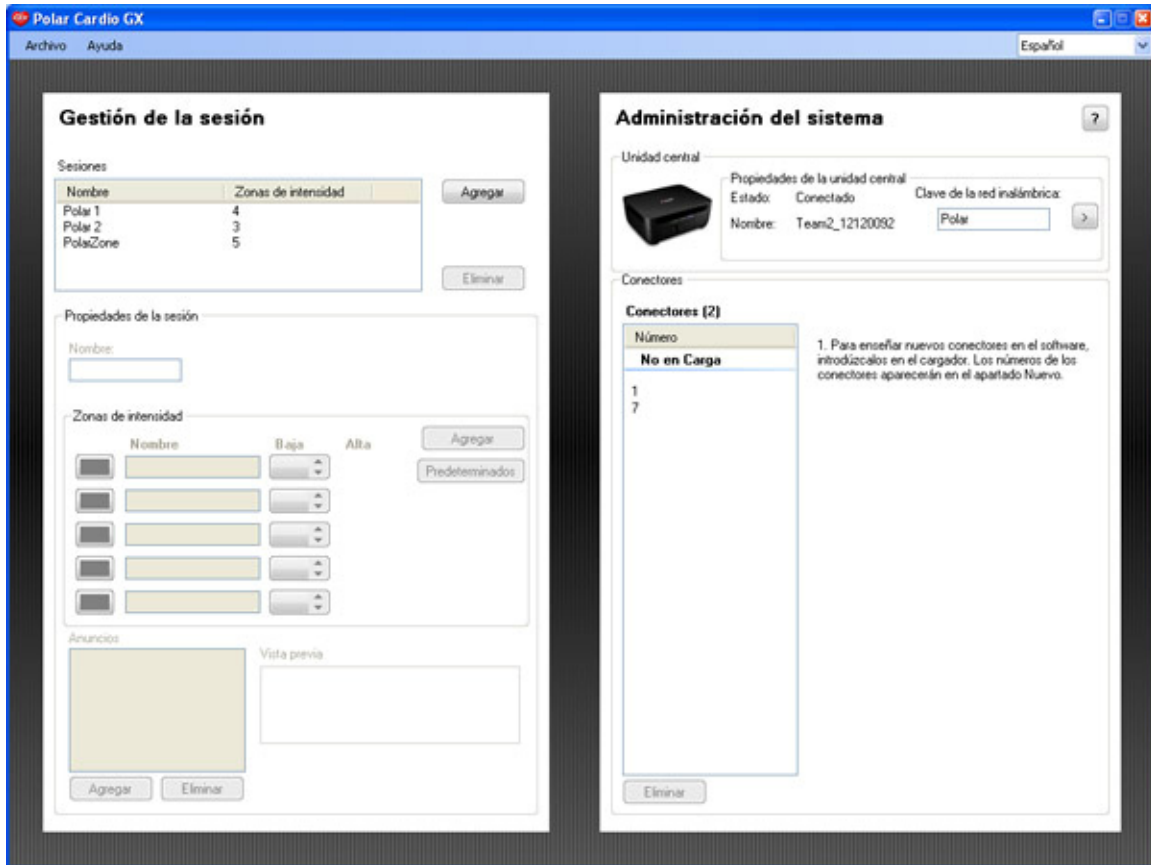 Polar Cardio GX
Archivo Ayuda
Español
Gestión de la sesión
Sesiones
Nombre Zonas de intensidad
Polar 1 4
Polar 2 3
PolarZone 5
Agregar
Eliminar
Propiedades de la sesión
Nombre:
Zonas de intensidad
Nombre Baja Alta
Agregar
Predeterminados
Anuncios
Vista previa
Agregar Eliminar
Administración del sistema
?
Unidad central
Propiedades de la unidad central
Estado: Conectado
Nombre: Team2_12120092
Clave de la red inalámbrica:
Polar
>
Conectores
Conectores (2)
Número
No en Carga
1
7
1. Para enseñar nuevos conectores en el software,
introdúzcalos en el cargador. Los números de los
conectores aparecerán en el apartado Nuevo.
Eliminar